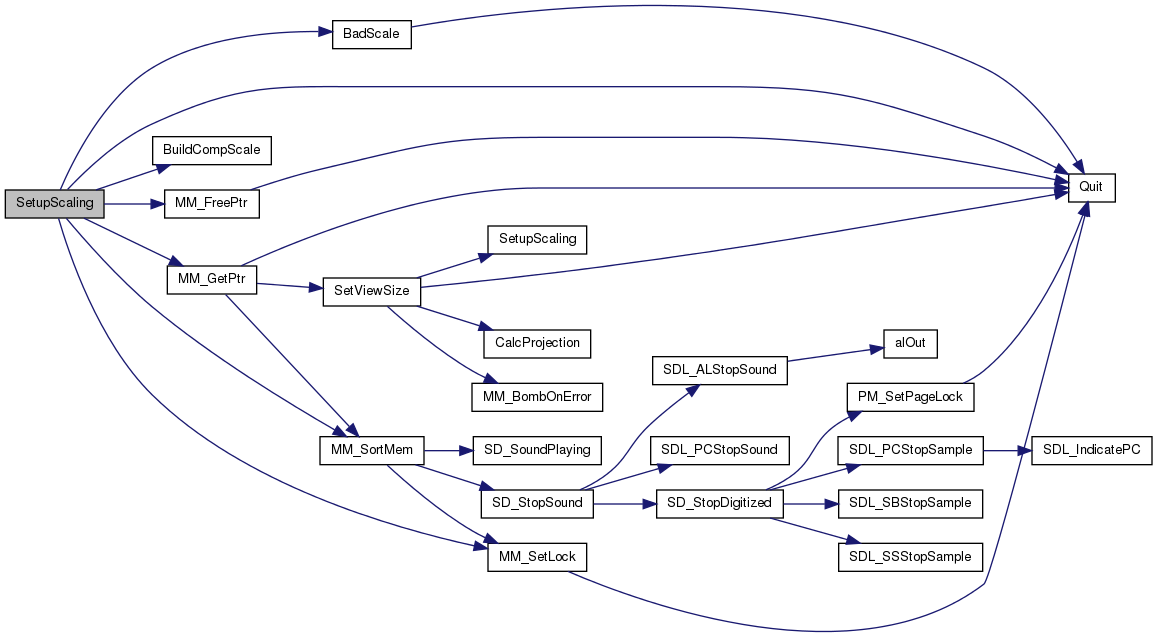 BadScale
BuildCompScale
Quit
SetupScaling
MM_FreePtr
SetupScaling
MM_GetPtr
SetViewSize
CalcProjection
alOut
SDL_ALStopSound
MM_BombOnError
PM_SetPageLock
MM_SortMem
SD_SoundPlaying
SDL_PCStopSound
SDL_PCStopSample
SDL_IndicatePC
SD_StopSound
SD_StopDigitized
SDL_SBStopSample
MM_SetLock
SDL_SSStopSample